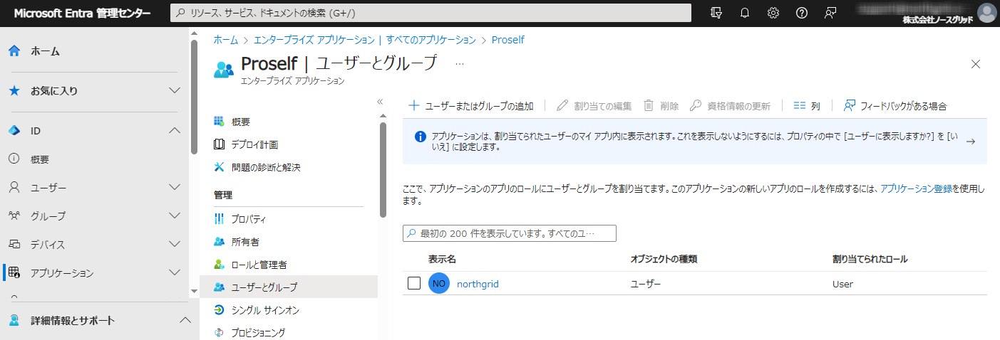 Microsoft Entra 管理センター
リソース、サービス、ドキュメントの検索 (G+/)
株式会社ノースグリッド
ホーム
お気に入り
ID
概要
ユーザー
グループ
デバイス
アプリケーション
詳細情報とサポート
ホーム > エンタープライズ アプリケーション | すべてのアプリケーション > Proself
Proself | ユーザーとグループ ...
エンタープライズ アプリケーション
概要
デプロイ計画
問題の診断と解決
管理
プロパティ
所有者
ロールと管理者
ユーザーとグループ
シングル サインオン
プロビジョニング
ユーザーまたはグループの追加 割り当ての編集 削除 資格情報の更新 列 フィードバックがある場合
アプリケーションは、割り当てられたユーザーのマイ アプリ内に表示されます。これを表示しないようにするには、プロパティの中で [ユーザーに表示しますか?] を [い
いえ] に設定します。
ここで、アプリケーションのアプリのロールにユーザーとグループを割り当てます。このアプリケーションの新しいアプリのロールを作成するには、アプリケーション登録を使用し
ます。
最初の 200 件を表示しています。すべてのユ…
表示名 オブジェクトの種類 割り当てられたロール
NO northgrid ユーザー User